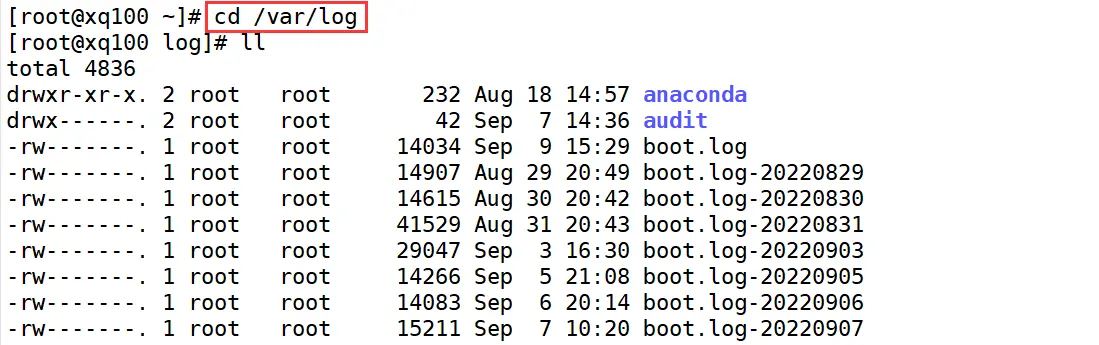 [root@xq100 ~]# cd /var/log
[root@xq100 log]# ll
total 4836
drwxr-xr-x. 2 root   root      232 Aug 18 14:57 anaconda
drwx------. 2 root   root       42 Sep  7 14:36 audit
-rw-------. 1 root   root    14034 Sep  9 15:29 boot.log
-rw-------. 1 root   root    14907 Aug 29 20:49 boot.log-20220829
-rw-------. 1 root   root    14615 Aug 30 20:42 boot.log-20220830
-rw-------. 1 root   root    41529 Aug 31 20:43 boot.log-20220831
-rw-------. 1 root   root    29047 Sep  3 16:30 boot.log-20220903
-rw-------. 1 root   root    14266 Sep  5 21:08 boot.log-20220905
-rw-------. 1 root   root    14083 Sep  6 20:14 boot.log-20220906
-rw-------. 1 root   root    15211 Sep  7 10:20 boot.log-20220907